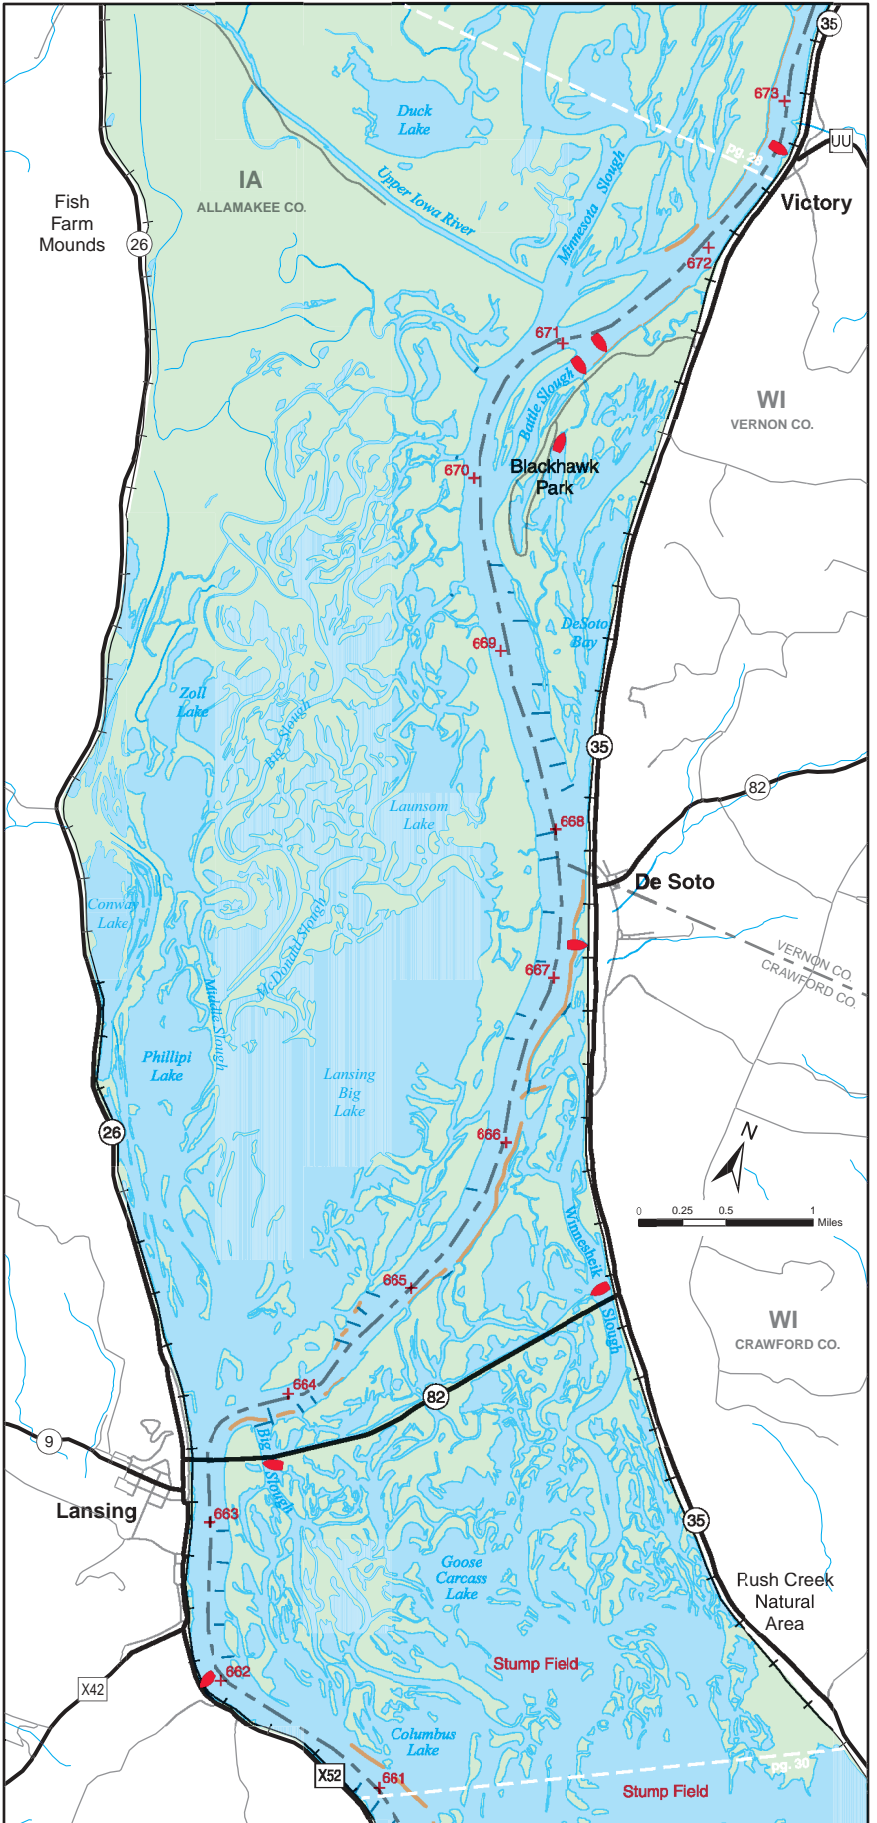 35
673
UU
Duck
Lake
pg. 28
IA
ALLAMAKEE CO.
Upper Iowa River
Minnesota Slough
Victory
Fish
Farm
Mounds
26
672
671
Battle Slough
WI
VERNON CO.
670
Blackhawk
Park
DeSoto
Bay
669
Zoll
Lake
Big Slough
35
82
Launsom
Lake
668
De Soto
Conway
Lake
McDonald Slough
VERNON CO.
CRAWFORD CO.
667
Middle Slough
Phillipi
Lake
Lansing
Big
Lake
26
666
N
0 0.25 0.5 1
Miles
Winnesheik
Slough
665
WI
CRAWFORD CO.
664
82
9
Big
Slough
Lansing
663
35
Goose
Carcass
Lake
Rush Creek
Natural
Area
Stump Field
662
X42
Columbus
Lake
X52
661
pg. 30
Stump Field